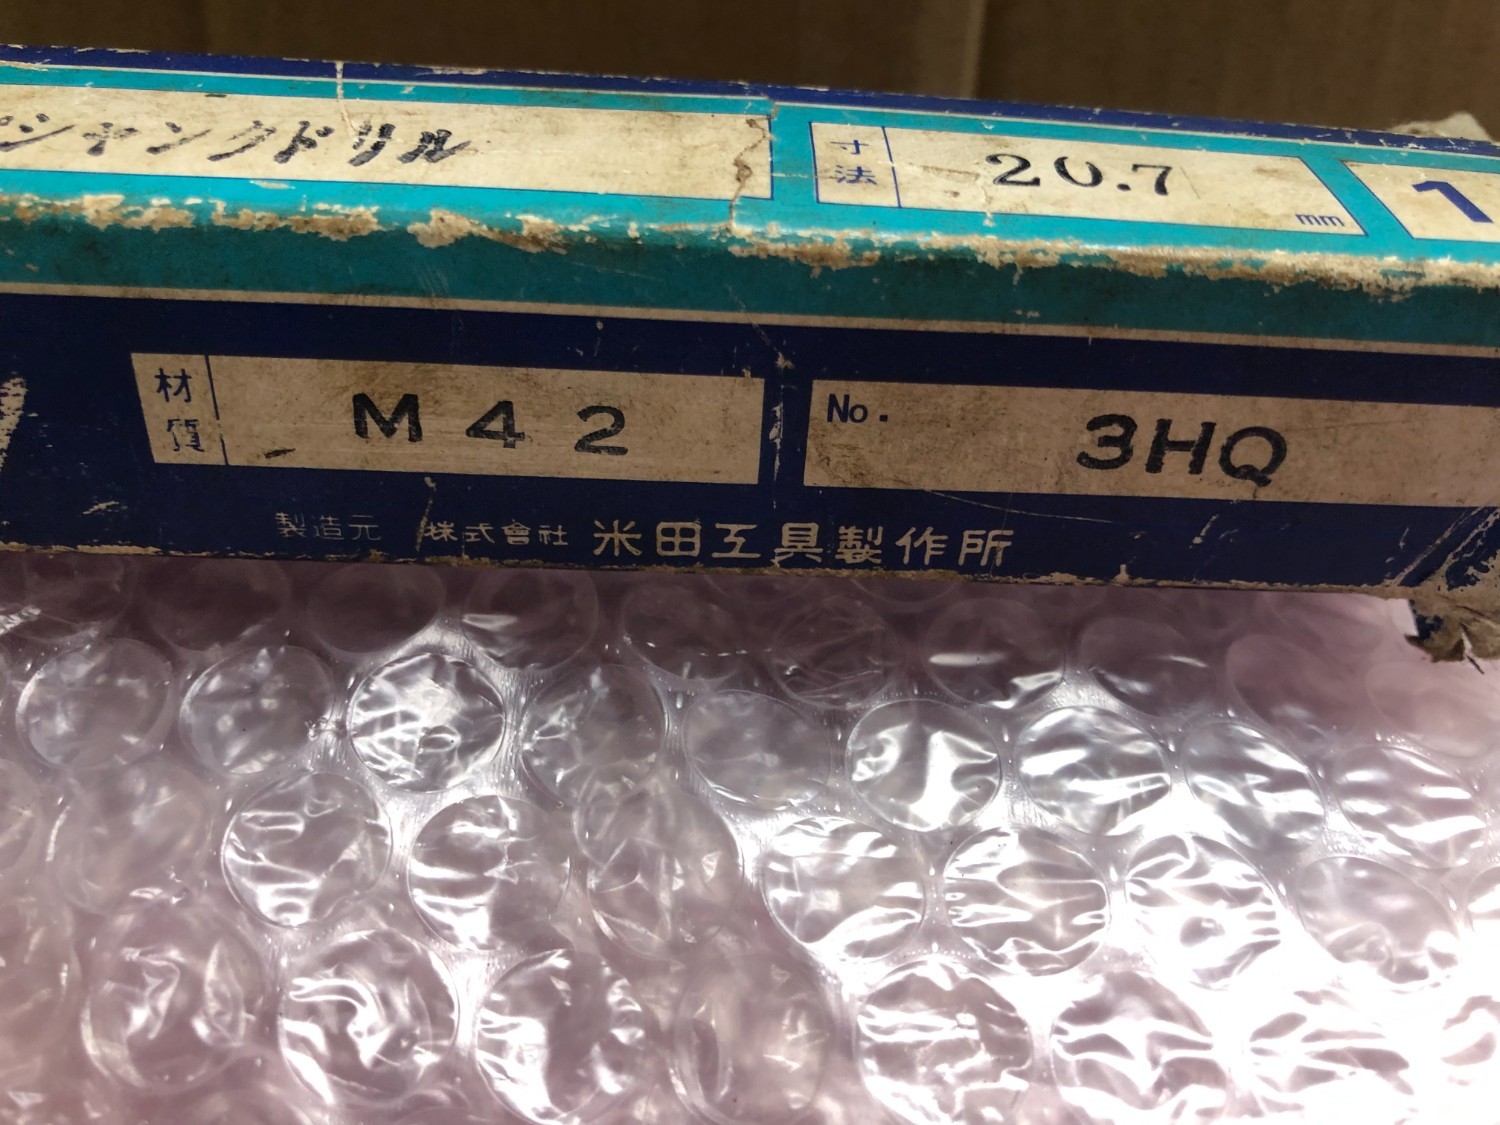 シヤンクドリル
寸法 20.7 mm 1
材質 M42 No. 3HQ
製造元 株式會社 米田工具製作所